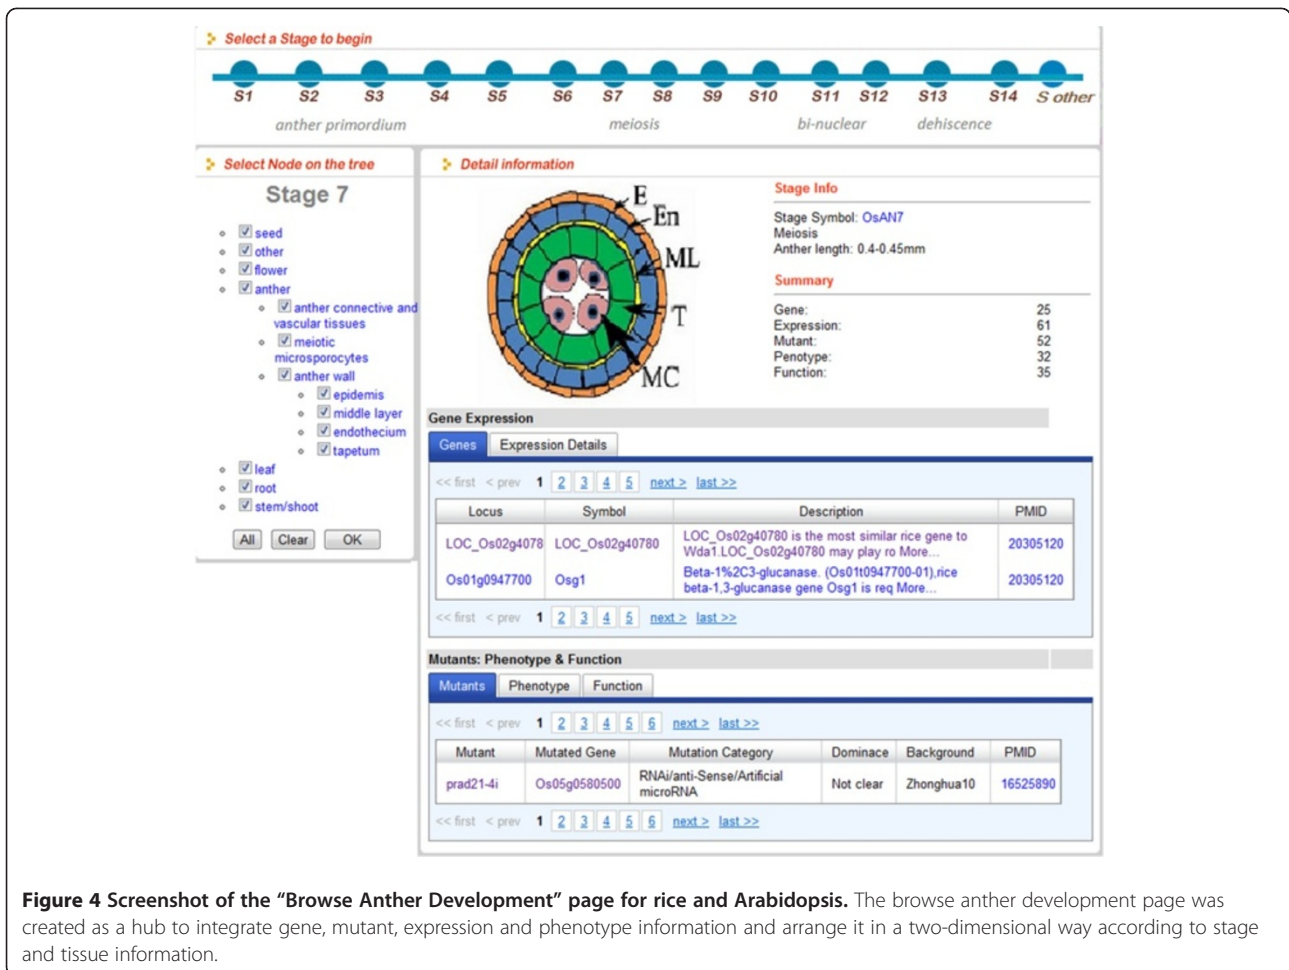 Select a Stage to begin
S1 S2 S3 S4 S5 S6 S7 S8 S9 S10 S11 S12 S13 S14 S other
anther primordium meiosis bi-nuclear dehiscence
Select Node on the tree
Stage 7
seed
other
flower
anther
anther connective and
vascular tissues
meiotic
microsporocytes
anther wall
epidemis
middle layer
endothecium
tapetum
leaf
root
stem/shoot
All Clear OK
Detail information
E
En
ML
T
MC
Stage Info
Stage Symbol: OsAN7
Meiosis
Anther length: 0.4-0.45mm
Summary
Gene: 25
Expression: 61
Mutant: 52
Penotype: 32
Function: 35
Gene Expression
Genes Expression Details
<< first < prev 1 2 3 4 5 next > last >>
Locus Symbol Description PMID
LOC_Os02g4078 LOC_Os02g40780 LOC_Os02g40780 is the most similar rice gene to 20305120
Wda1.LOC_Os02g40780 may play ro More...
Os01g0947700 Osg1 Beta-1%2C3-glucanase. (Os01t0947700-01),rice 20305120
beta-1,3-glucanase gene Osg1 is req More...
<< first < prev 1 2 3 4 5 next > last >>
Mutants: Phenotype & Function
Mutants Phenotype Function
<< first < prev 1 2 3 4 5 6 next > last >>
Mutant Mutated Gene Mutation Category Dominace Background PMID
prad21-4i Os05g0580500 RNAi/anti-Sense/Artificial Not clear Zhonghua10 16525890
microRNA
<< first < prev 1 2 3 4 5 6 next > last >>
Figure 4 Screenshot of the “Browse Anther Development” page for rice and Arabidopsis. The browse anther development page was
created as a hub to integrate gene, mutant, expression and phenotype information and arrange it in a two-dimensional way according to stage
and tissue information.